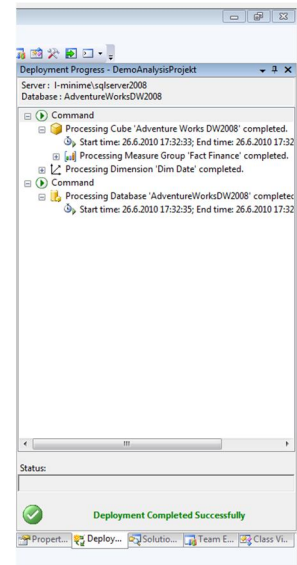 Deployment Progress - DemoAnalysisProjekt
Server : l-minime\sqlserver2008
Database : AdventureWorksDW2008
Command
Processing Cube 'Adventure Works DW2008' completed.
Start time: 26.6.2010 17:32:33; End time: 26.6.2010 17:32
Processing Measure Group 'Fact Finance' completed.
Processing Dimension 'Dim Date' completed.
Command
Processing Database 'AdventureWorksDW2008' completed
Start time: 26.6.2010 17:32:35; End time: 26.6.2010 17:32
Status:
Deployment Completed Successfully
Propert... Deploy... Solutio... Team E... Class Vi...